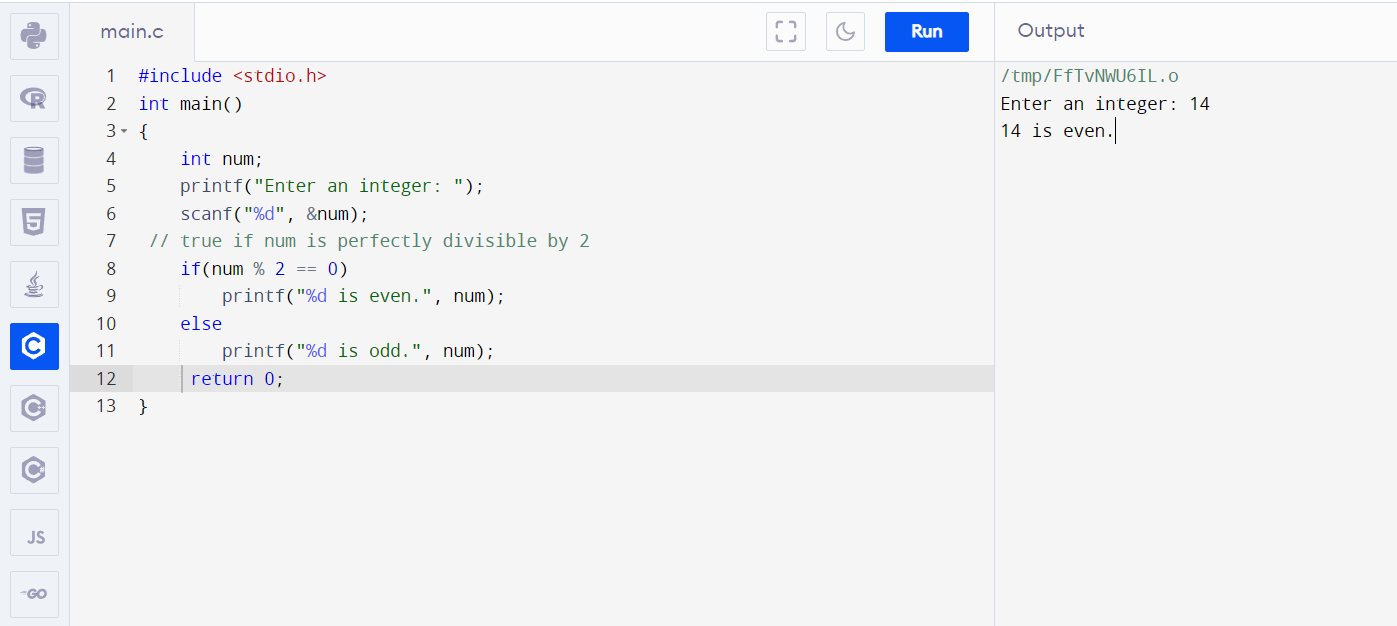 main.c
Run
Output
1 #include <stdio.h>
2 int main()
3 {
4     int num;
5     printf("Enter an integer: ");
6     scanf("%d", &num);
7  // true if num is perfectly divisible by 2
8     if(num % 2 == 0)
9         printf("%d is even.", num);
10     else
11         printf("%d is odd.", num);
12      return 0;
13 }
/tmp/FfTvNWU6IL.o
Enter an integer: 14
14 is even.
R
5
C
C
C
JS
GO